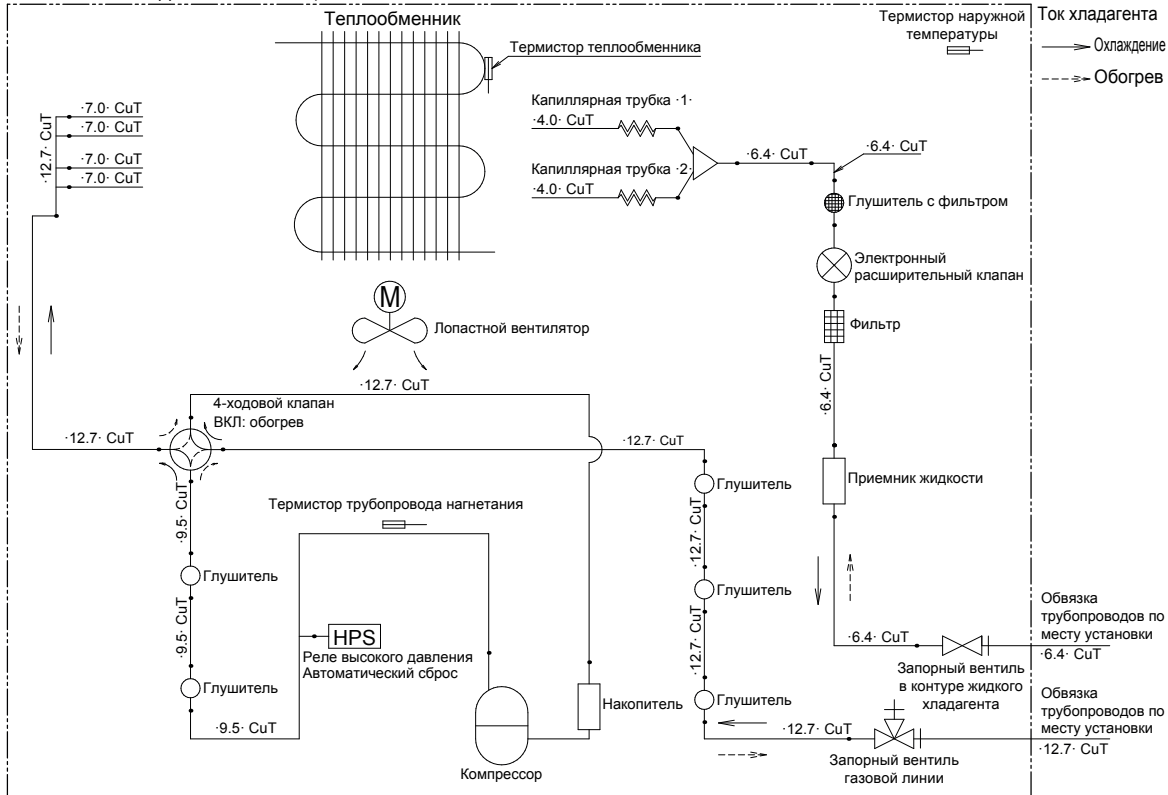 Теплообменник
Термистор теплообменника
Термистор наружной
температуры
Ток хладагента
Охлаждение
Обогрев
·7.0· CuT
·7.0· CuT
·7.0· CuT
·7.0· CuT
·12.7· CuT
Капиллярная трубка ·1·
·4.0· CuT
Капиллярная трубка ·2·
·4.0· CuT
·6.4· CuT
·6.4· CuT
Глушитель с фильтром
Электронный
расширительный клапан
Фильтр
·6.4· CuT
Приемник жидкости
M
Лопастной вентилятор
·12.7· CuT
4-ходовой клапан
ВКЛ: обогрев
·12.7· CuT
·12.7· CuT
·9.5· CuT
Глушитель
·9.5· CuT
Глушитель
·9.5· CuT
Термистор трубопровода нагнетания
HPS
Реле высокого давления
Автоматический сброс
Компрессор
Накопитель
Глушитель
·12.7· CuT
Глушитель
·12.7· CuT
Глушитель
·12.7· CuT
Запорный вентиль
газовой линии
·6.4· CuT
Запорный вентиль
в контуре жидкого
хладагента
Обвязка
трубопроводов по
месту установки
·6.4· CuT
Обвязка
трубопроводов по
месту установки
·12.7· CuT